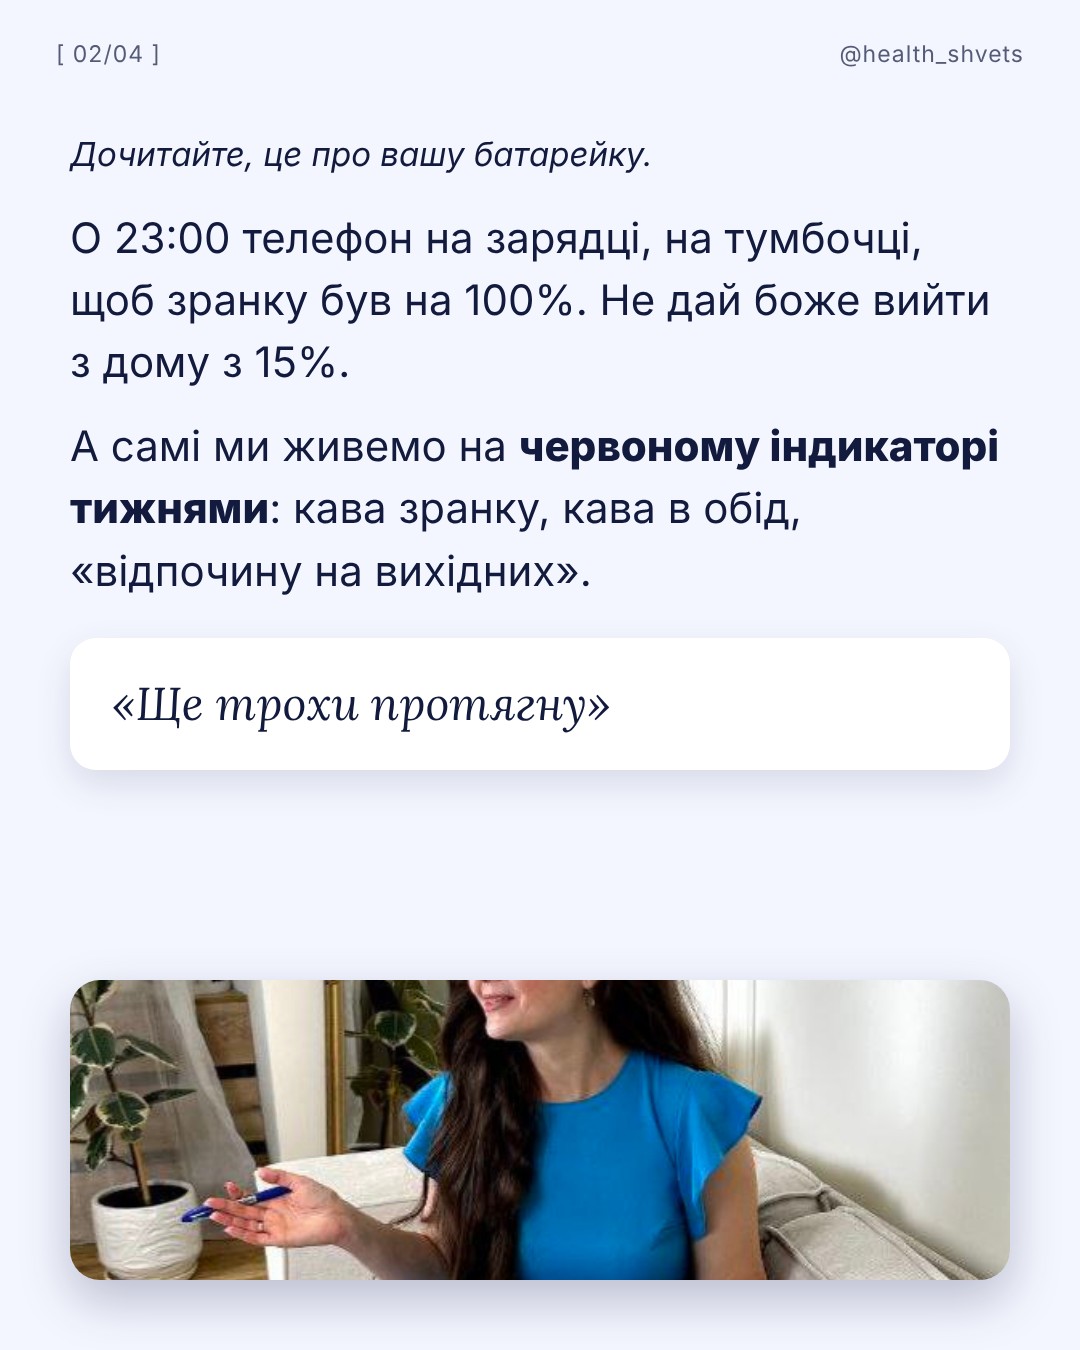 [ 02/04 ]
@health_shvets
Дочитайте, це про вашу батарейку.
О 23:00 телефон на зарядці, на тумбочці,
щоб зранку був на 100%. Не дай боже вийти
з дому з 15%.
А самі ми живемо на червоному індикаторі
тижнями: кава зранку, кава в обід,
«відпочину на вихідних».
«Ще трохи протягну»